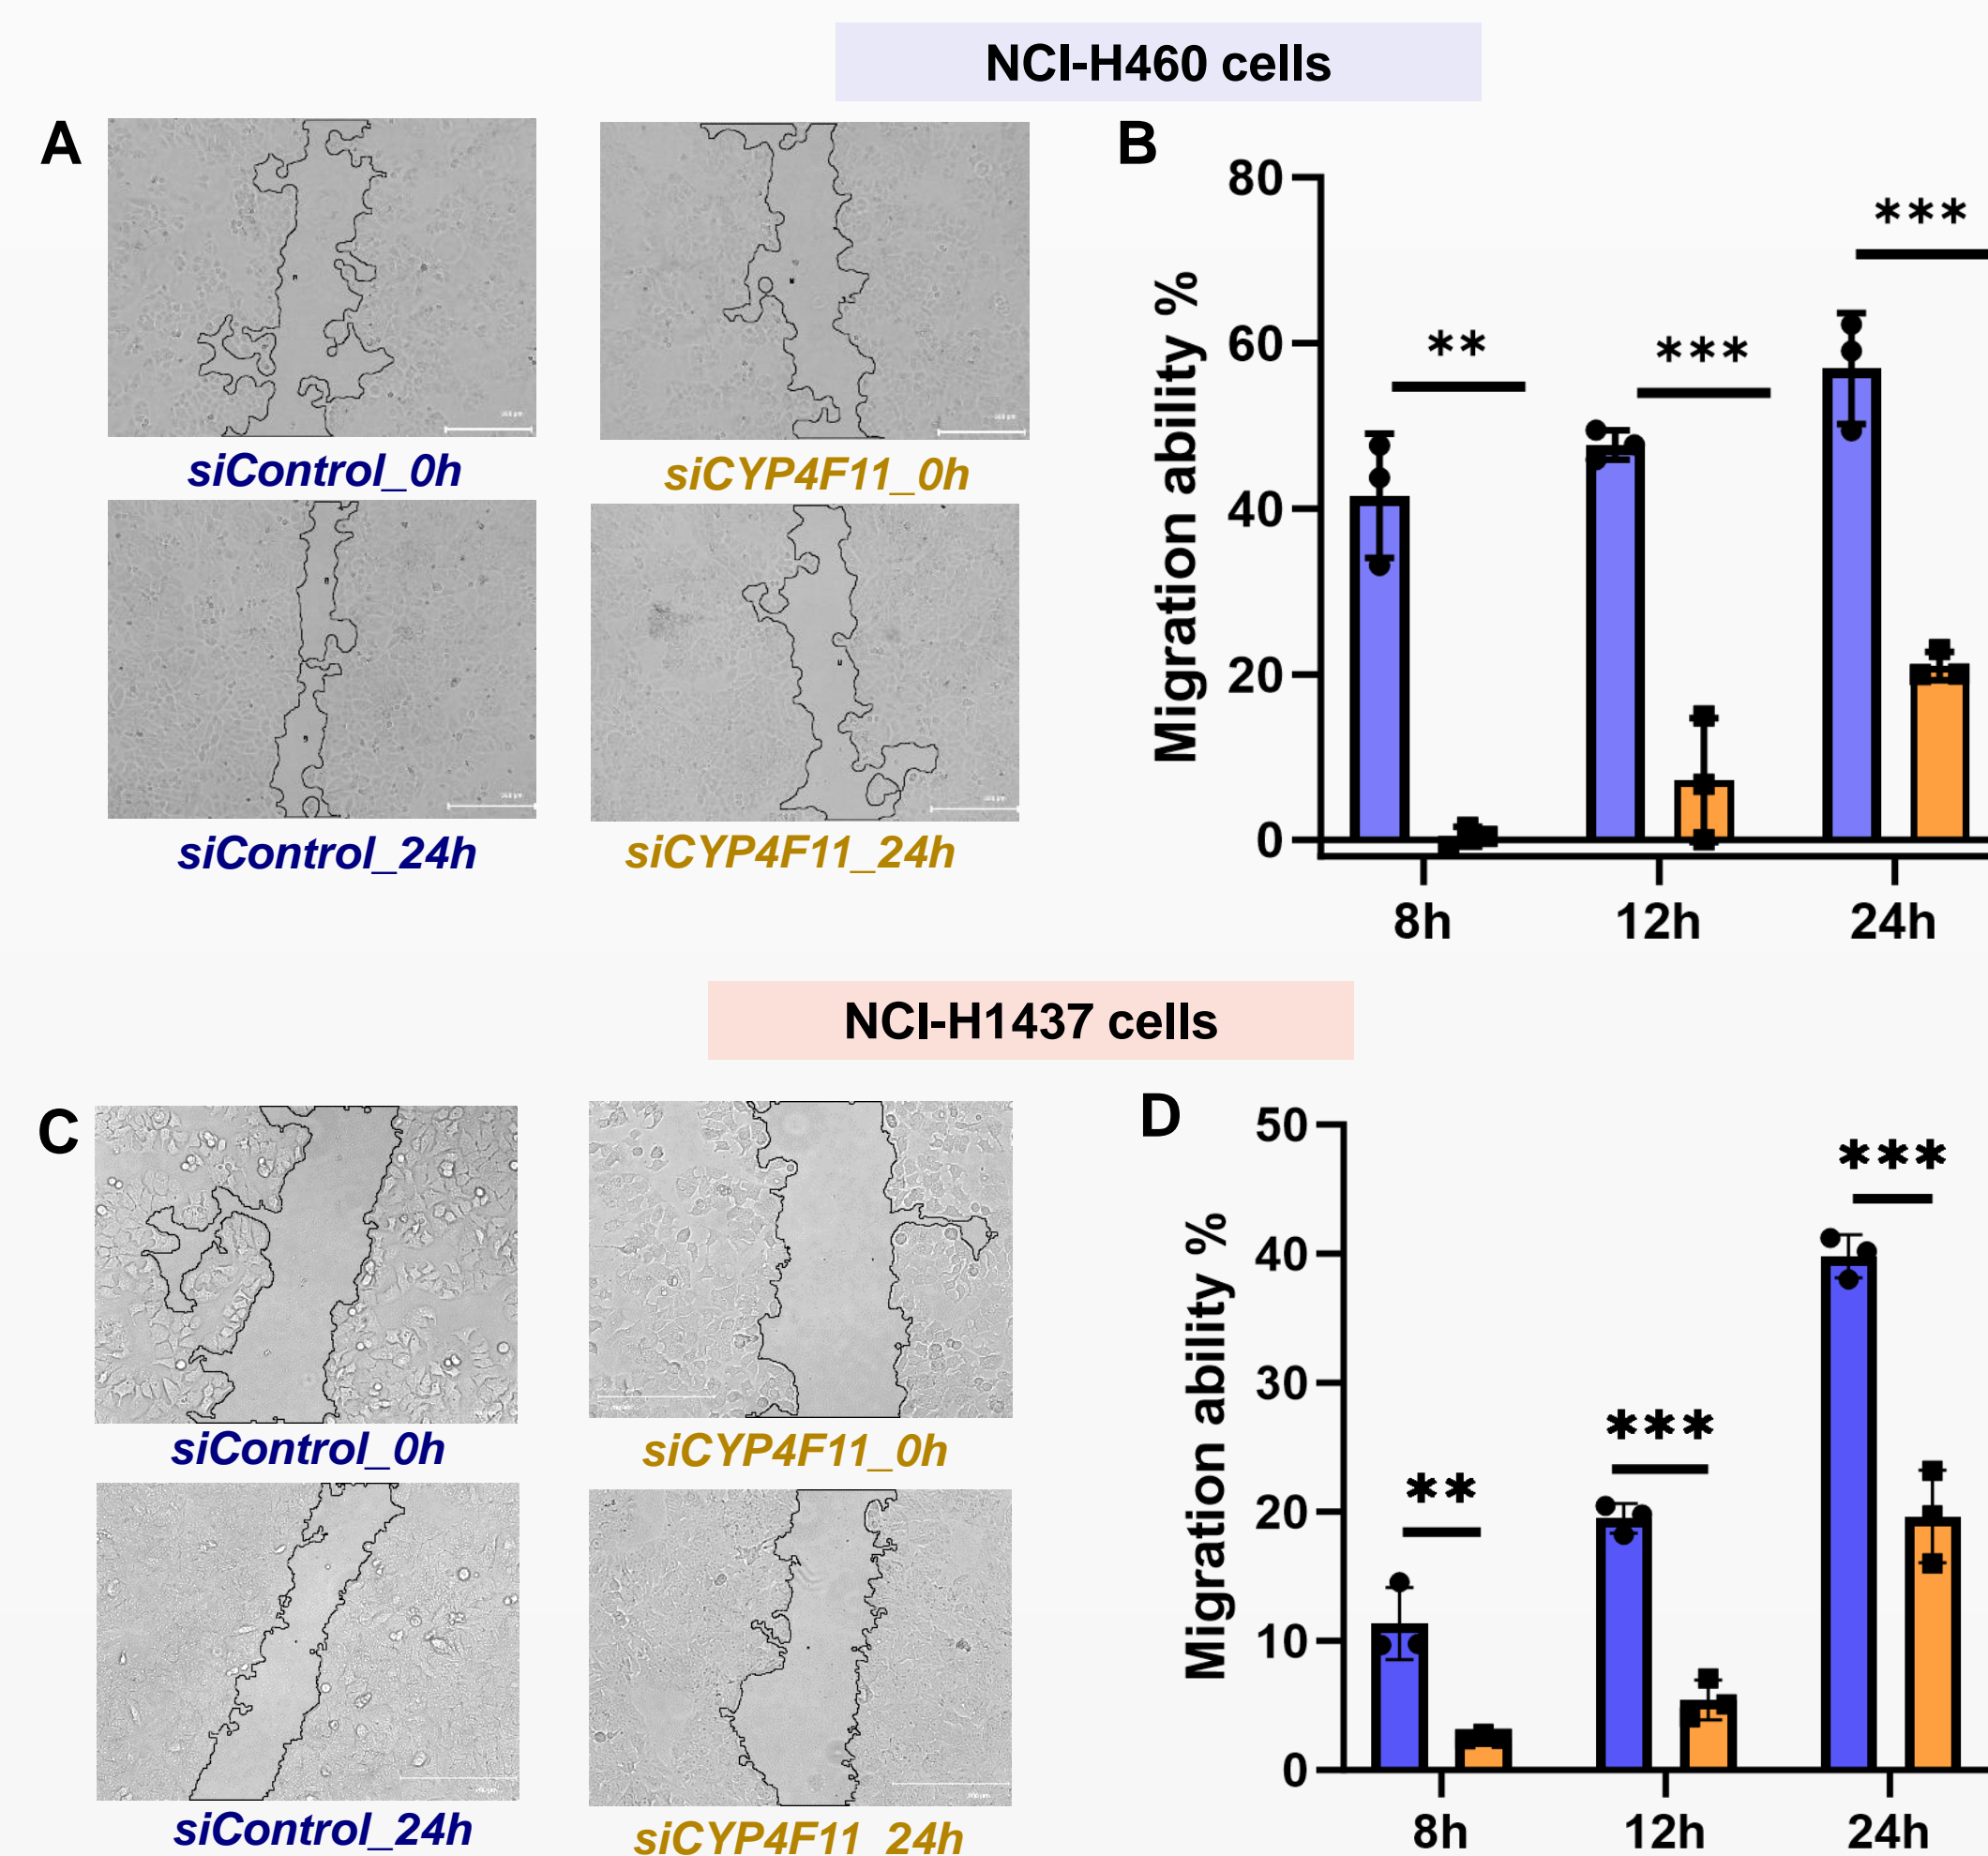 NCI-H460 cells
A
siControl_0h
siCYP4F11_0h
siControl_24h
siCYP4F11_24h
B
Migration ability %
80
60
40
20
0
**
***
***
8h
12h
24h
NCI-H1437 cells
C
siControl_0h
siCYP4F11_0h
siControl_24h
siCYP4F11_24h
D
Migration ability %
50
40
30
20
10
0
**
***
***
8h
12h
24h